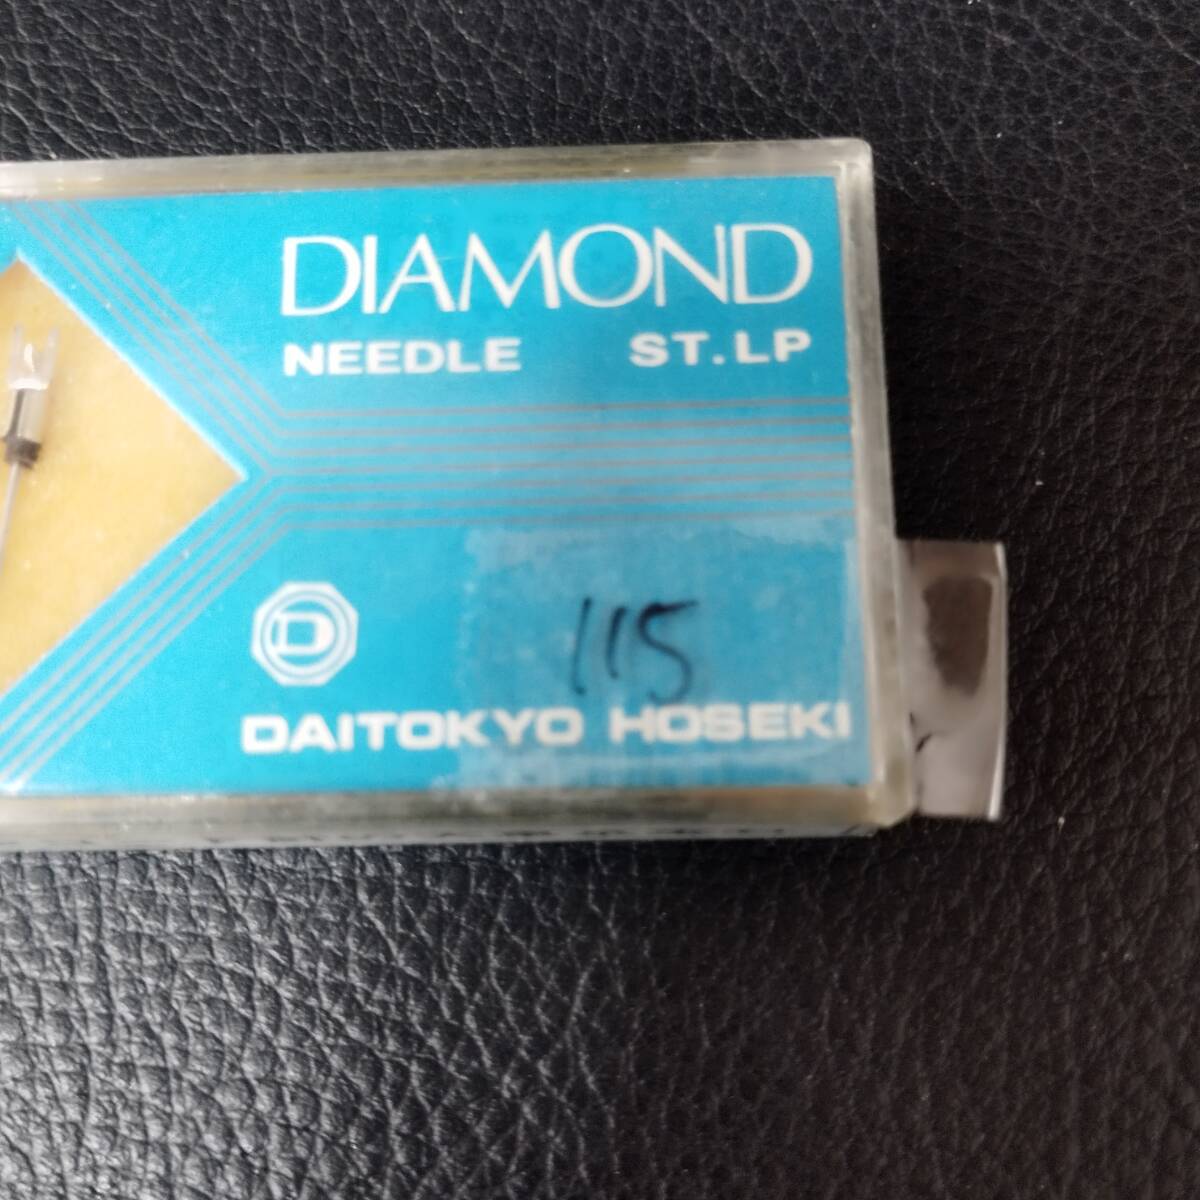 DIAMOND
NEEDLE ST.LP
D
115
DAITOKYO HOSEKI